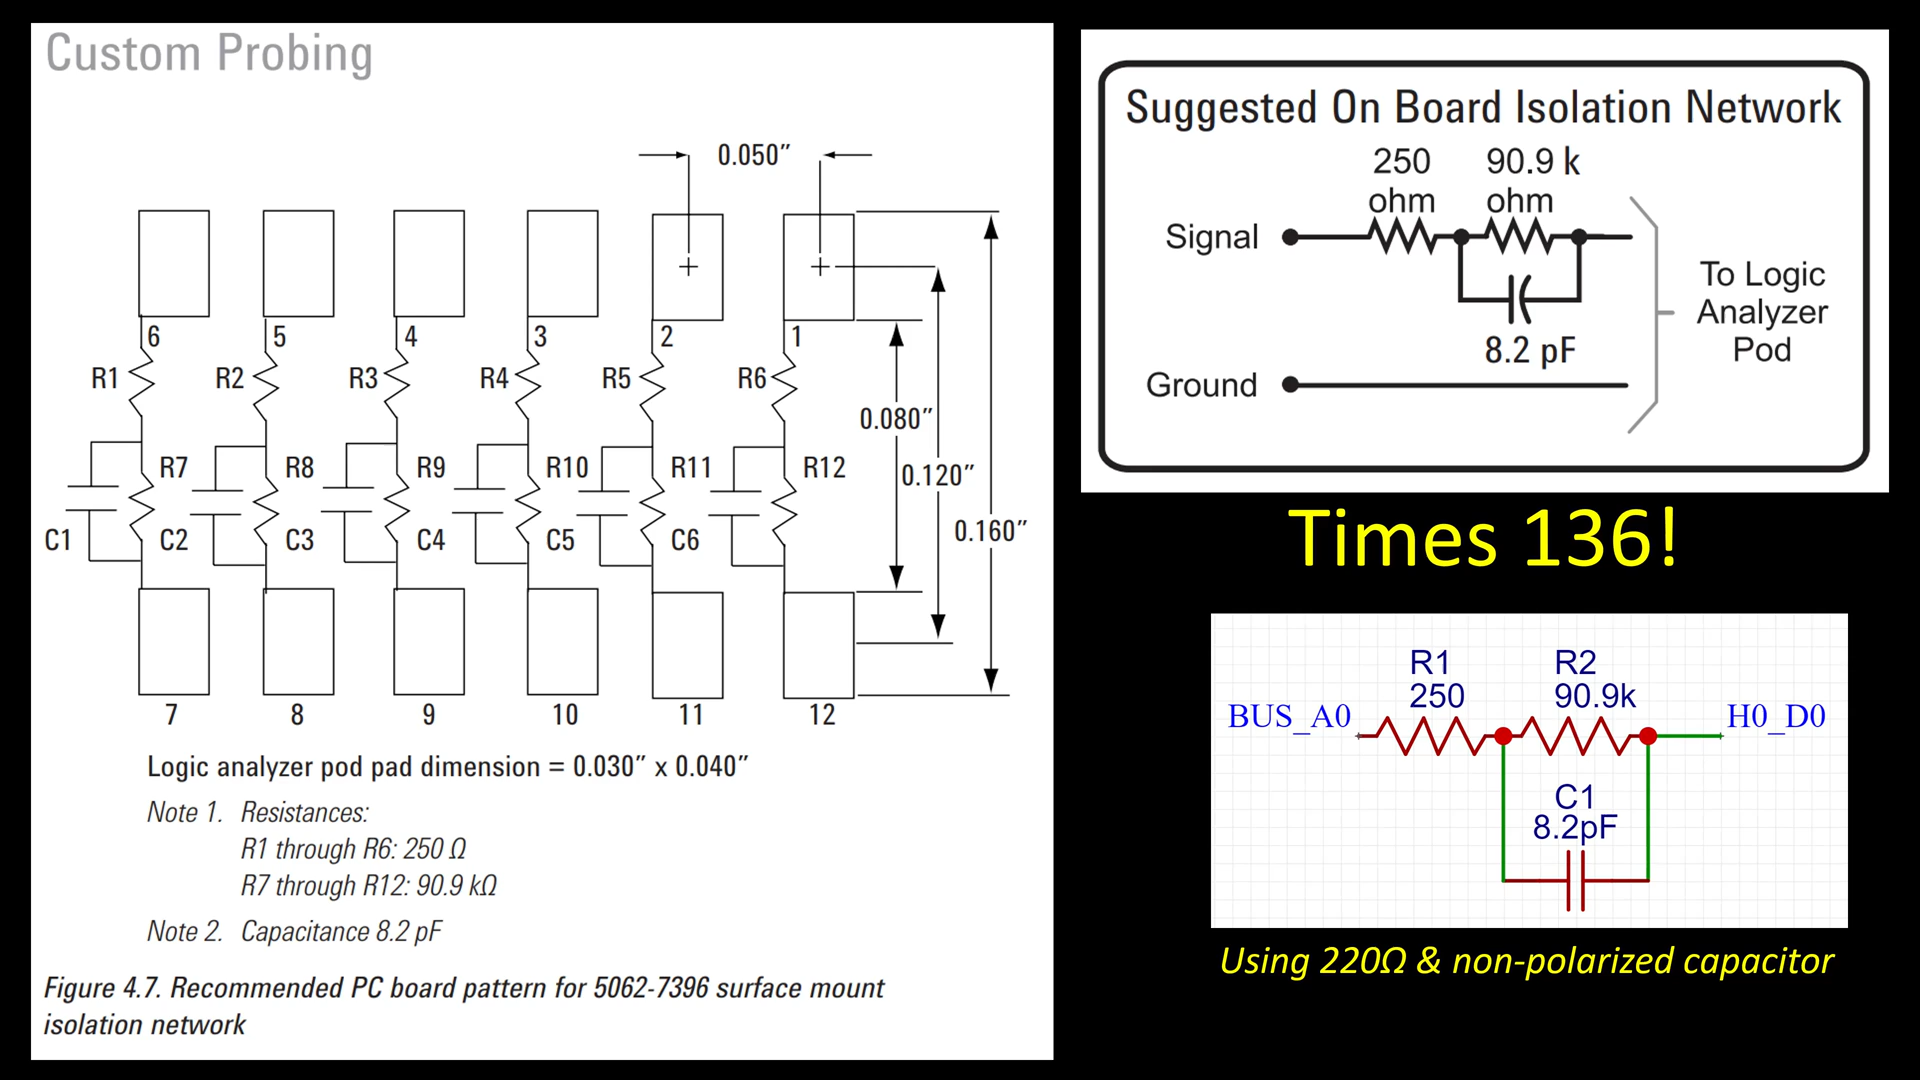 Custom Probing
0.050″
6 5 4 3 2 1
R1 R2 R3 R4 R5 R6
0.080″
R7 R8 R9 R10 R11 R12
0.120″
0.160″
C1 C2 C3 C4 C5 C6
7 8 9 10 11 12
Logic analyzer pod pad dimension = 0.030″ x 0.040″
Note 1. Resistances:
R1 through R6: 250 Ω
R7 through R12: 90.9 kΩ
Note 2. Capacitance 8.2 pF
Figure 4.7. Recommended PC board pattern for 5062-7396 surface mount
isolation network
Suggested On Board Isolation Network
250 90.9 k
ohm ohm
Signal
To Logic
Analyzer
Pod
8.2 pF
Ground
Times 136!
R1 R2
250 90.9k
BUS_A0 H0_D0
C1
8.2pF
Using 220Ω & non-polarized capacitor